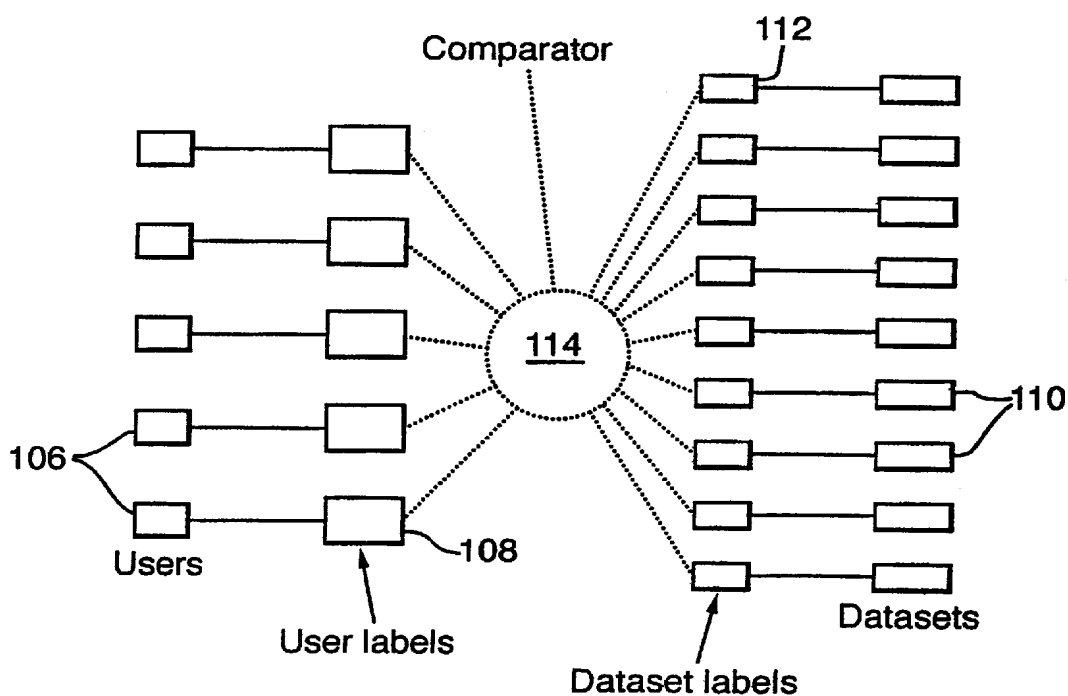 112
Comparator
114
110
106
108
Users
User labels
Datasets
Dataset labels